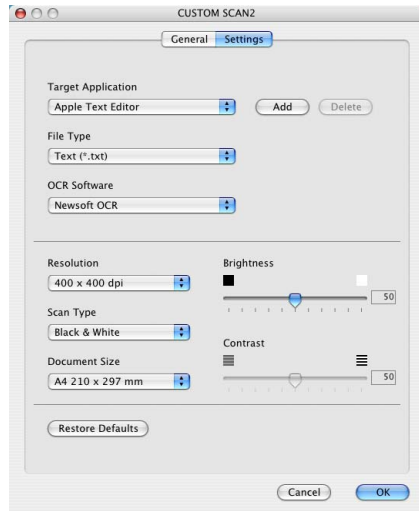 CUSTOM SCAN2
General Settings
Target Application
Apple Text Editor Add Delete
File Type
Text (*.txt)
OCR Software
Newsoft OCR
Resolution Brightness
400 x 400 dpi
50
Scan Type
Black & White
Contrast
Document Size
A4 210 x 297 mm 50
Restore Defaults
Cancel OK